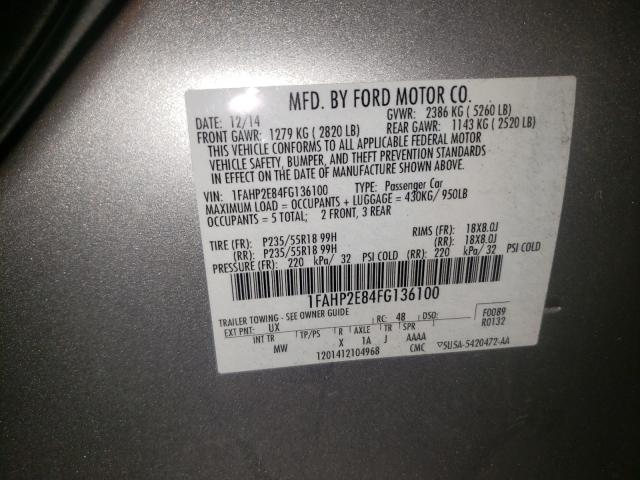 MFD. BY FORD MOTOR CO.
DATE: 12/14 GVWR: 2386 KG ( 5260 LB)
FRONT GAWR: 1279 KG ( 2820 LB) REAR GAWR: 1143 KG ( 2520 LB)
THIS VEHICLE CONFORMS TO ALL APPLICABLE FEDERAL MOTOR
VEHICLE SAFETY, BUMPER, AND THEFT PREVENTION STANDARDS
IN EFFECT ON THE DATE OF MANUFACTURE SHOWN ABOVE.
VIN: 1FAHP2E84FG136100 TYPE: Passenger Car
MAXIMUM LOAD = OCCUPANTS + LUGGAGE = 430KG/ 950LB
OCCUPANTS = 5 TOTAL; 2 FRONT, 3 REAR
TIRE (FR): P235/55R18 99H RIMS (FR): 18X8.0J
(RR): P235/55R18 99H (RR): 18X8.0J
PRESSURE (FR): 220 kPa/ 32 PSI COLD (RR): 220 kPa/ 32 PSI COLD
1FAHP2E84FG136100
TRAILER TOWING - SEE OWNER GUIDE
EXT PNT: UX RC: 48 DSO: F0089
R0132
INT TR TP/PS R AXLE TR SPR
MW X 1A J AAAA
1201412104968 CMC ▽SU5A-5420472-AA